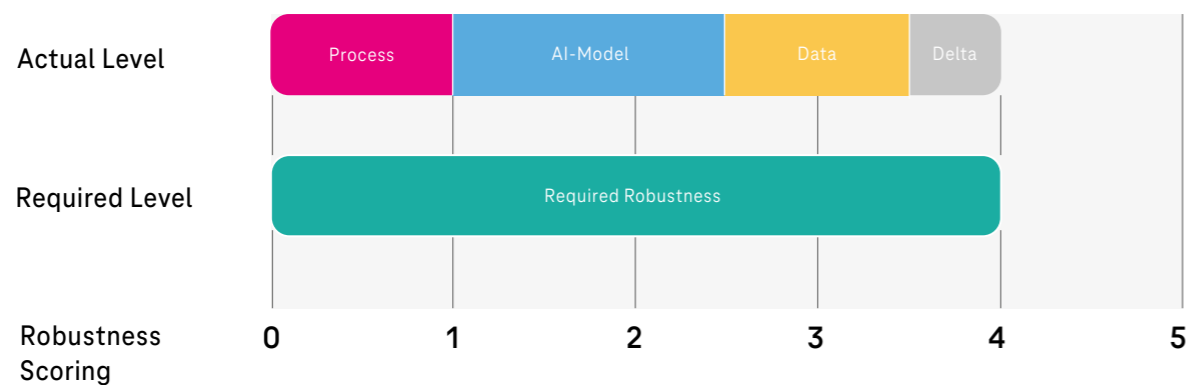 Actual Level
Process
AI-Model
Data
Delta
Required Level
Required Robustness
Robustness
Scoring
0
1
2
3
4
5